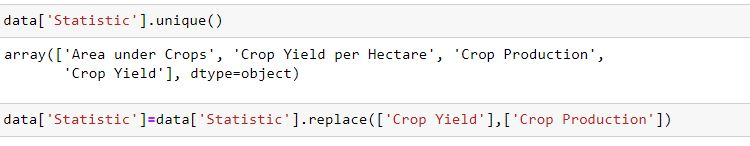 data['Statistic'].unique()
array(['Area under Crops', 'Crop Yield per Hectare', 'Crop Production',
'Crop Yield'], dtype=object)
data['Statistic']=data['Statistic'].replace(['Crop Yield'],['Crop Production'])